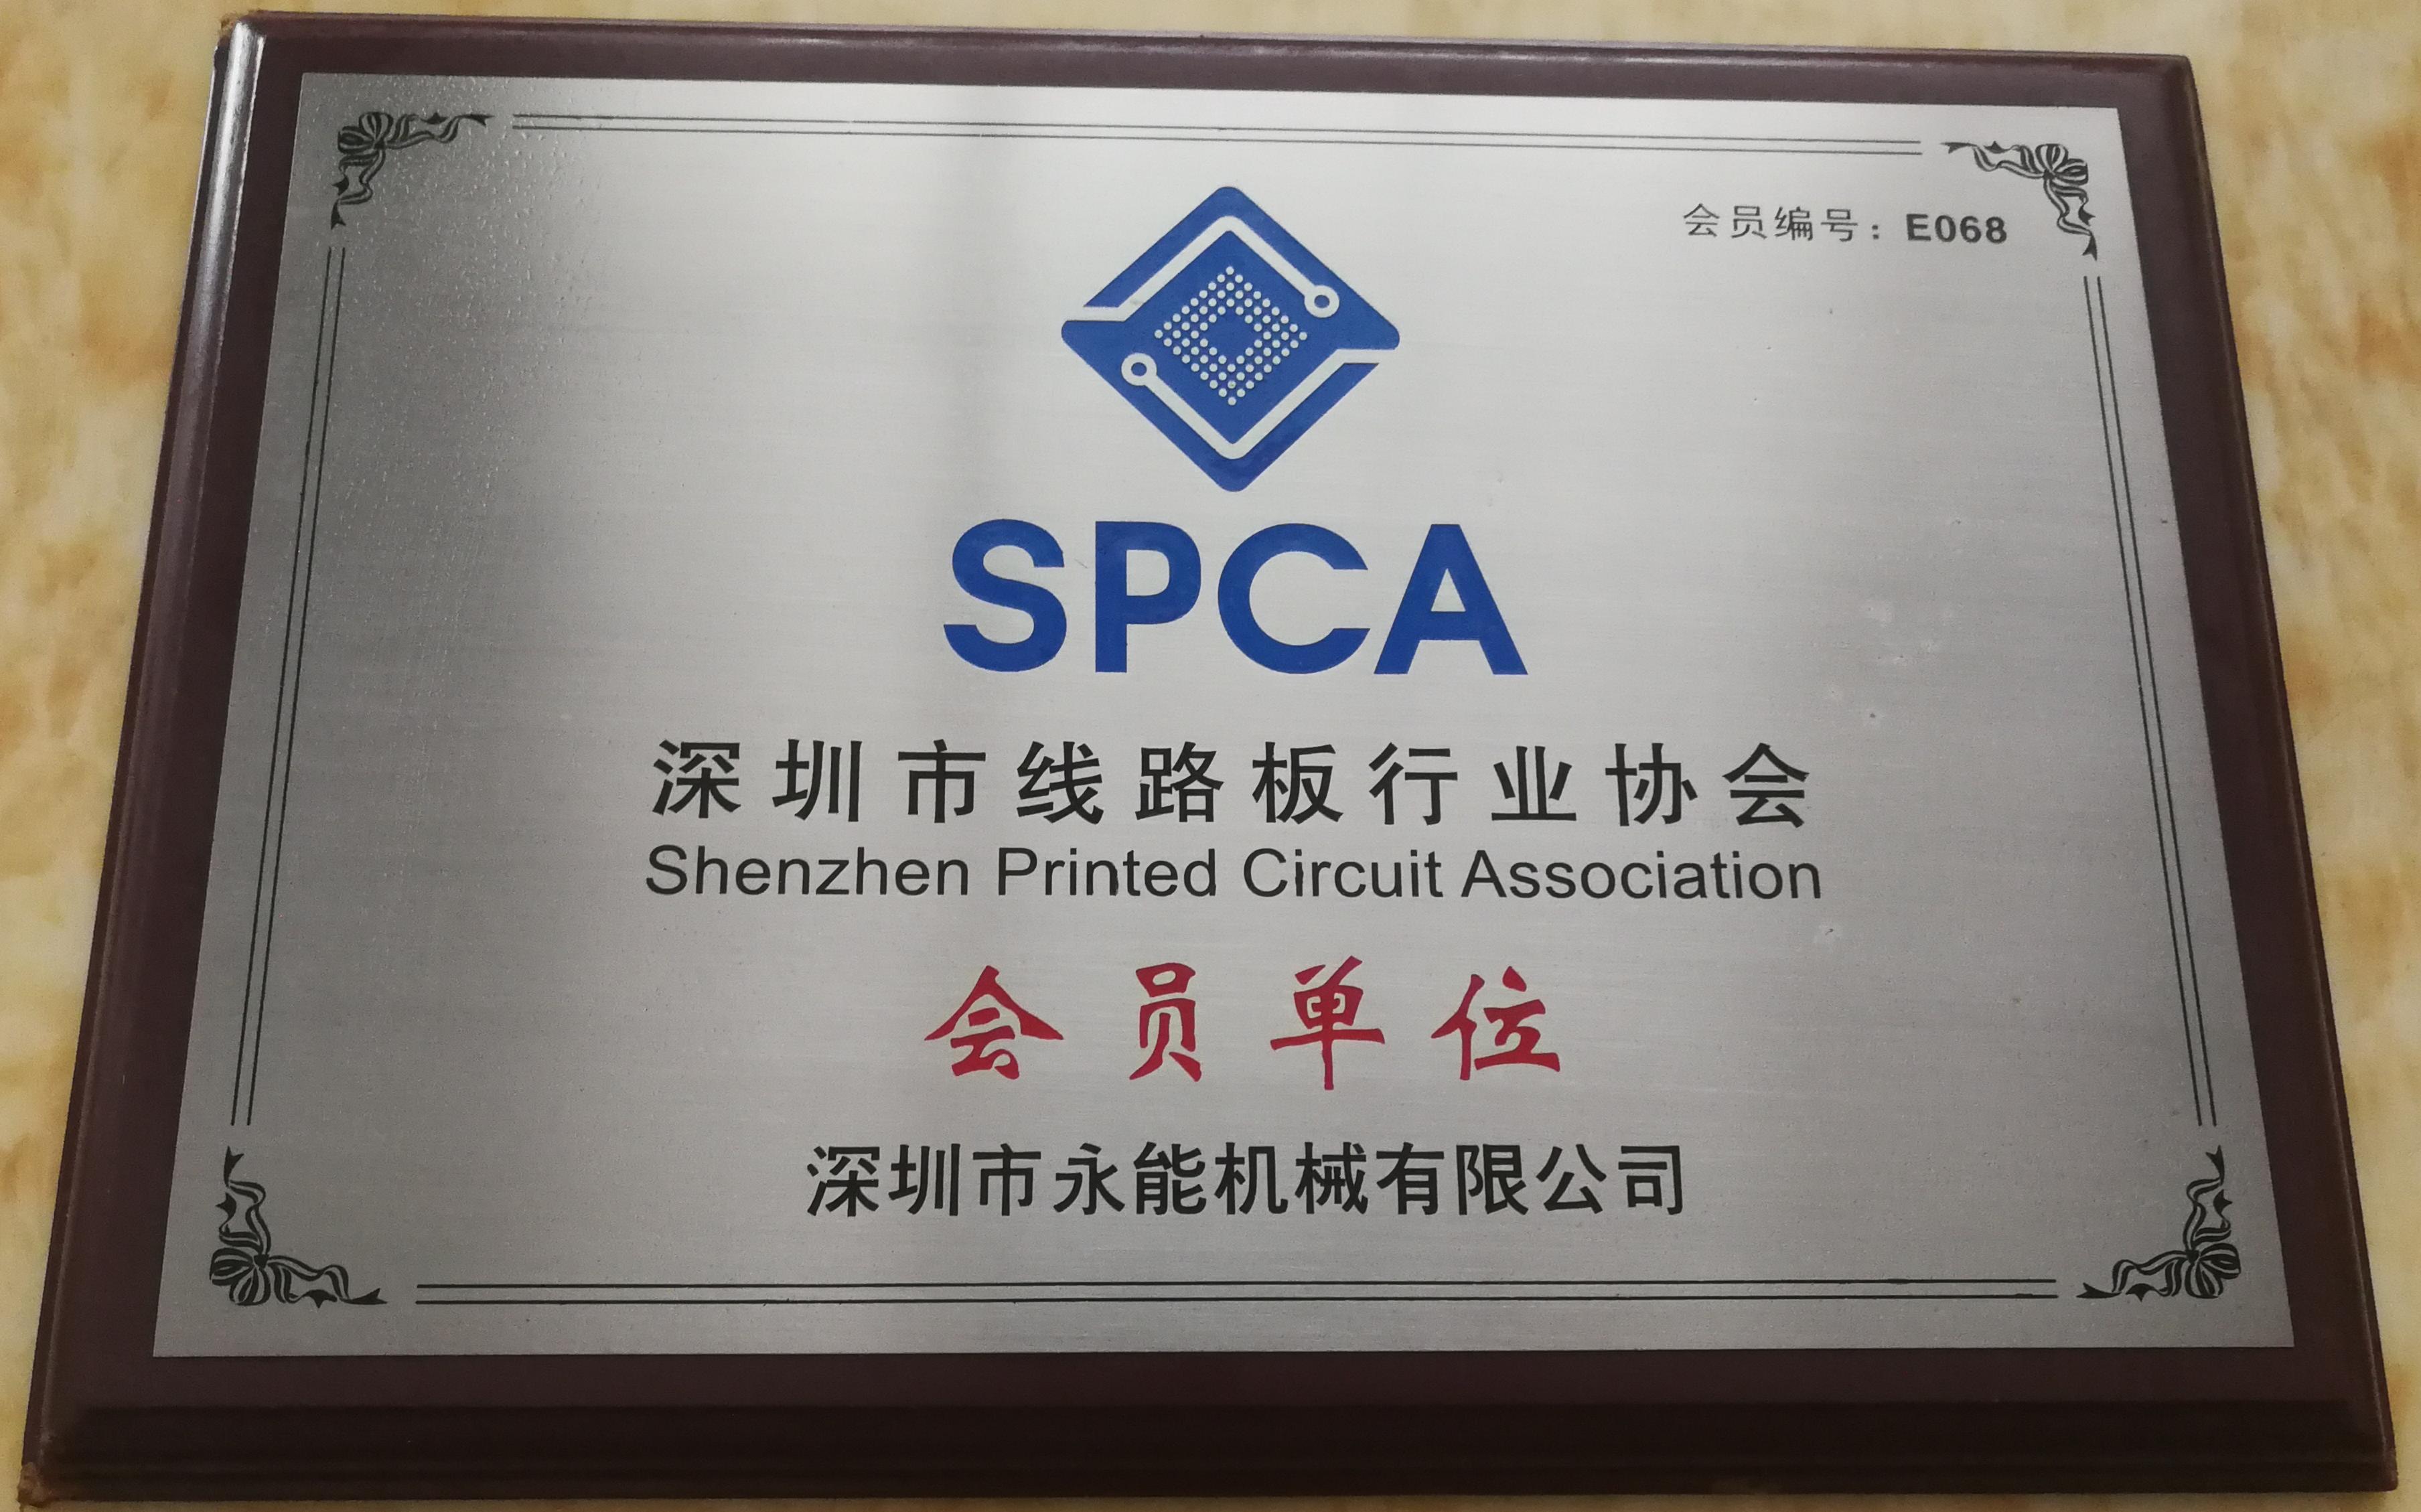 会员编号：E068
SPCA
深圳市线路板行业协会
Shenzhen Printed Circuit Association
会员单位
深圳市永能机械有限公司